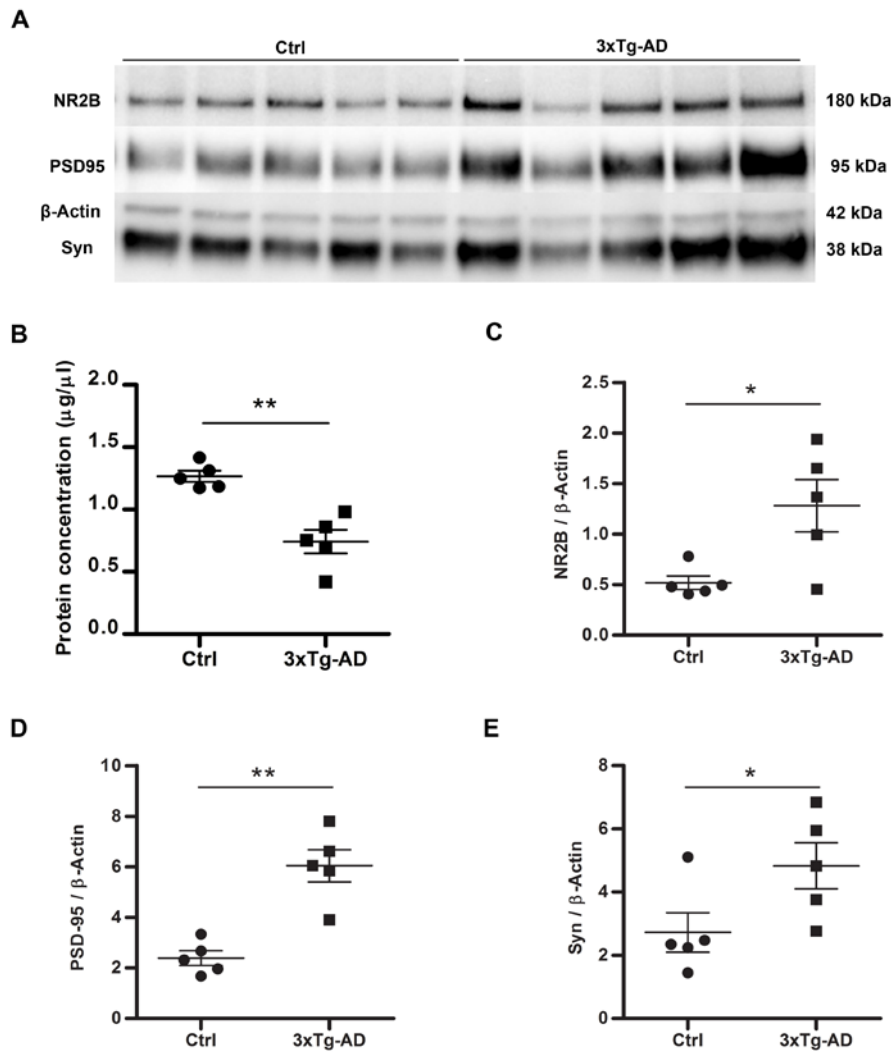 A
Ctrl 3xTg-AD
NR2B 180 kDa
PSD95 95 kDa
β-Actin 42 kDa
Syn 38 kDa
B
Protein concentration (μg/μl)
2.0
1.5
1.0
0.5
0.0
**
Ctrl 3xTg-AD
C
NR2B / β-Actin
2.5
2.0
1.5
1.0
0.5
0.0
*
Ctrl 3xTg-AD
D
PSD-95 / β-Actin
10
8
6
4
2
0
**
Ctrl 3xTg-AD
E
Syn / β-Actin
8
6
4
2
0
*
Ctrl 3xTg-AD